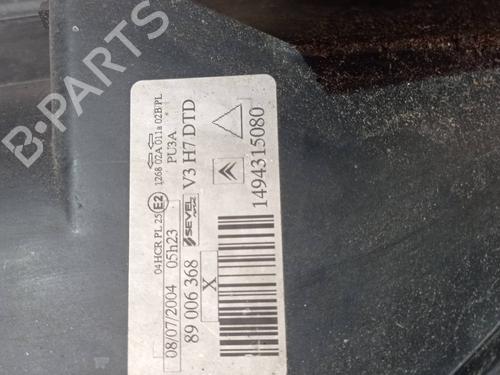 B-PARTS
04HCR PL 25 E2 1268 02A 011a 02B PL
PU3A
08/07/2004 05h23
89 006 368 SEVEL V3 H7 DTD
X
1494315080